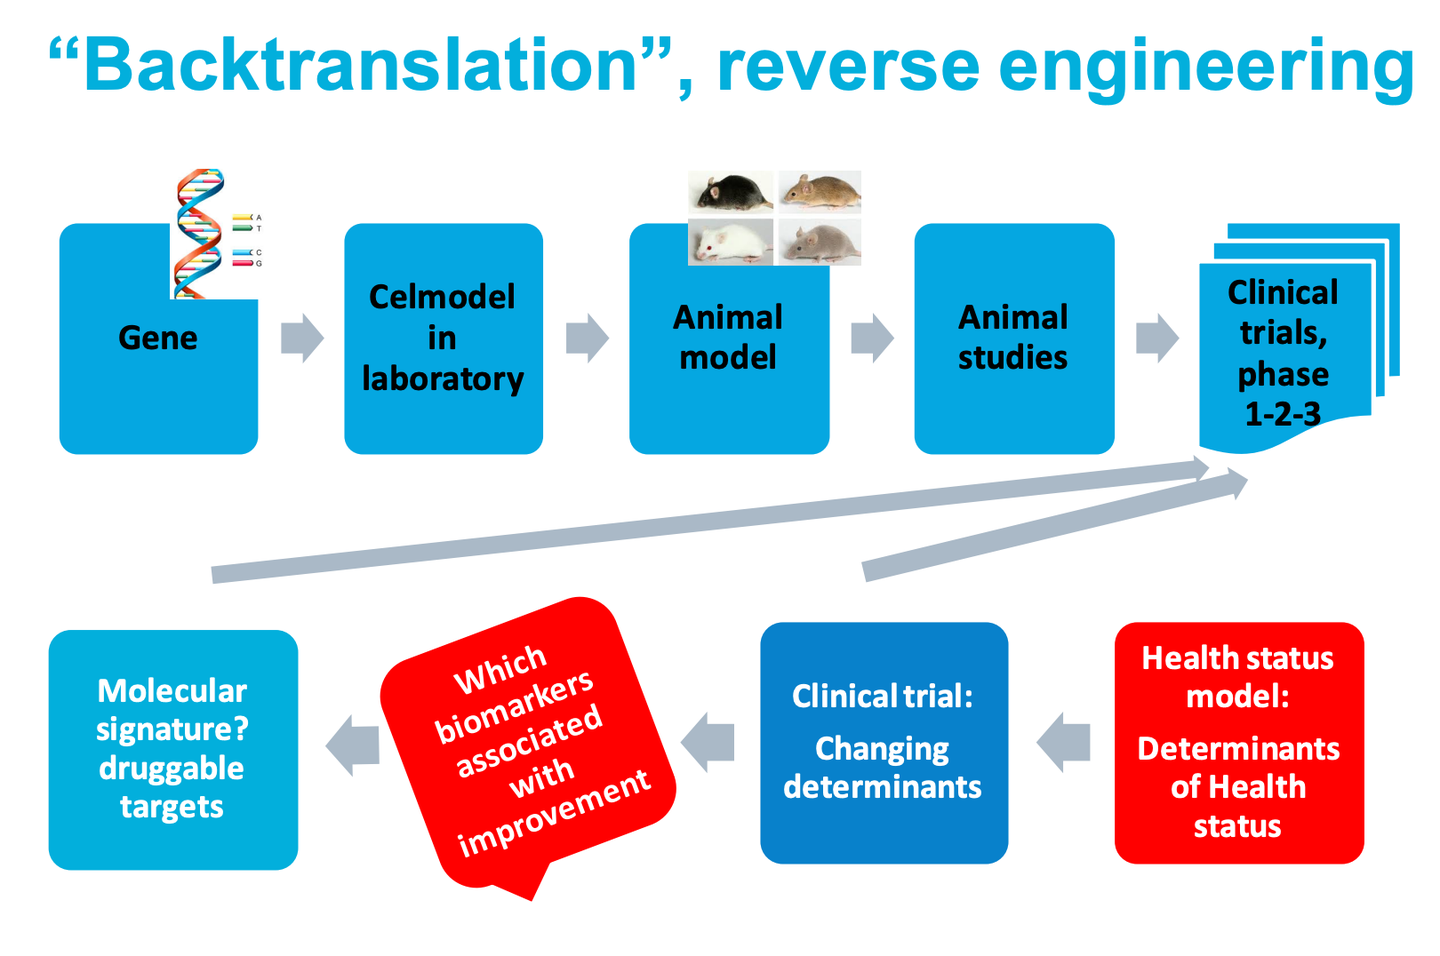 “Backtranslation”, reverse engineering
A
T
C
G
Gene
Celmodel
in
laboratory
Animal
model
Animal
studies
Clinical
trials,
phase
1-2-3
Molecular
signature?
druggable
targets
Which
biomarkers
associated
with
improvement
Clinical trial:
Changing
determinants
Health status
model:
Determinants
of Health
status